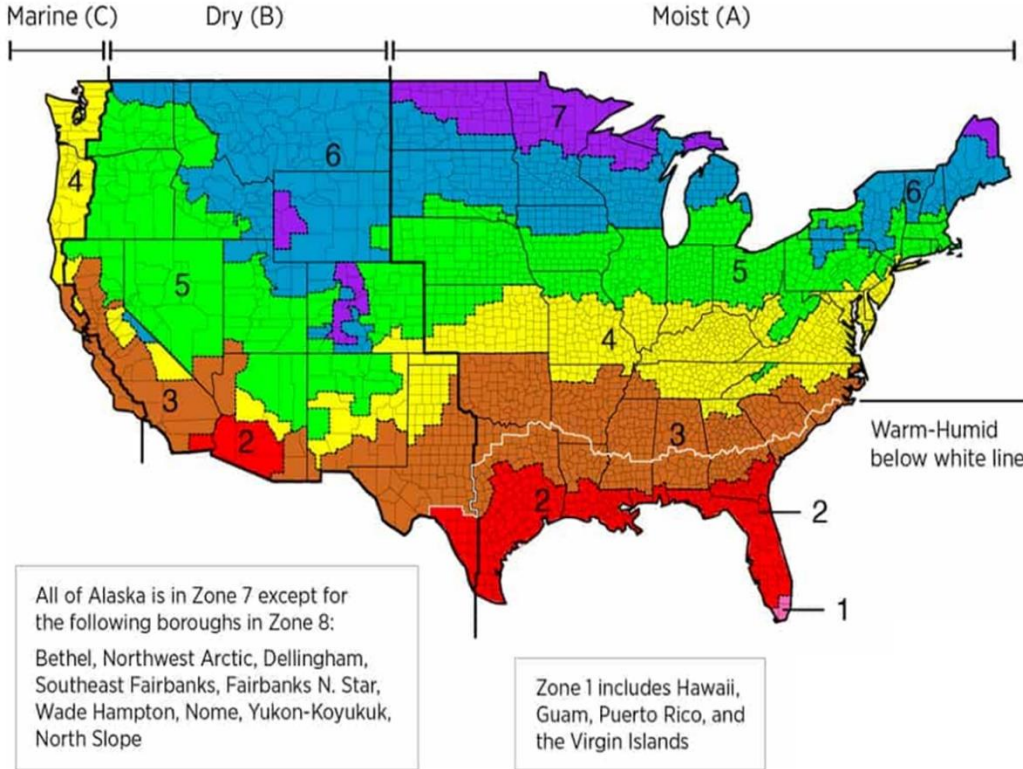 Marine (C)
Dry (B)
Moist (A)
7
6
4
6
5
5
4
3
3
2
2
Warm-Humid
below white line
2
1
All of Alaska is in Zone 7 except for
the following boroughs in Zone 8:
Bethel, Northwest Arctic, Dellingham,
Southeast Fairbanks, Fairbanks N. Star,
Wade Hampton, Nome, Yukon-Koyukuk,
North Slope
Zone 1 includes Hawaii,
Guam, Puerto Rico, and
the Virgin Islands